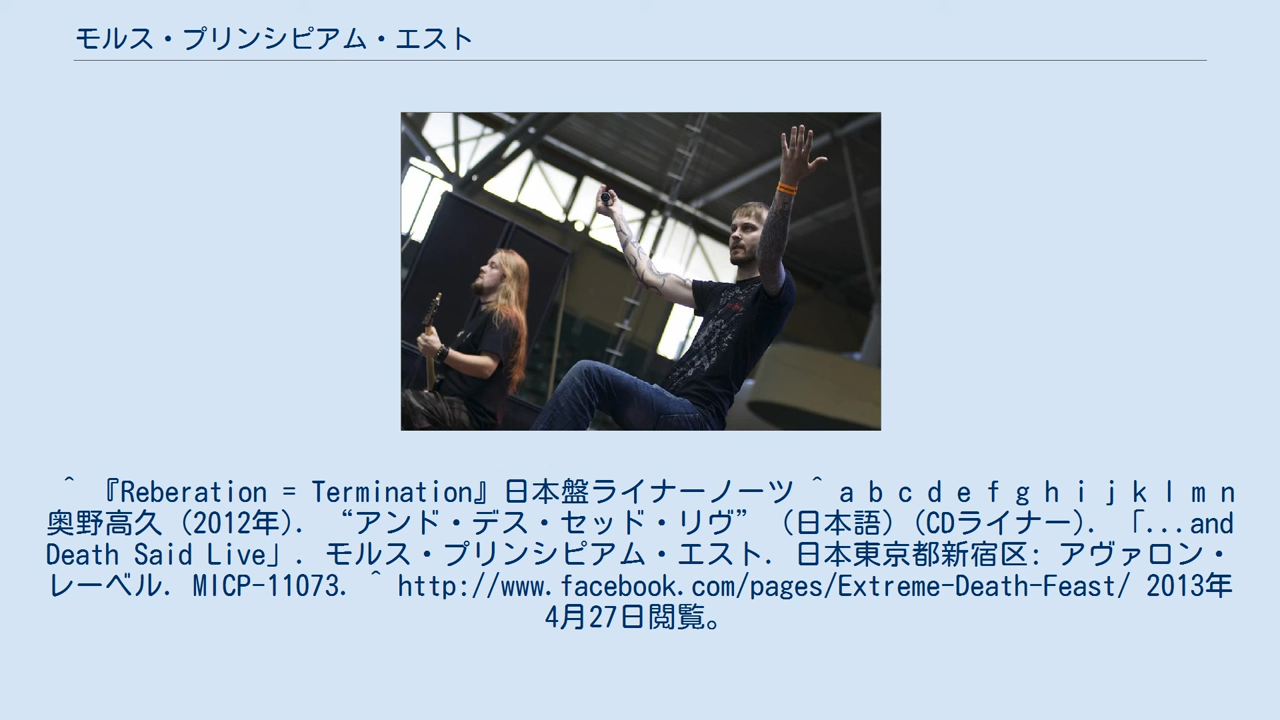 モルス・プリンシピアム・エスト
^ 『Reberation = Termination』日本盤ライナーノーツ ^ a b c d e f g h i j k l m n
奥野高久 (2012年). “アンド・デス・セッド・リヴ” (日本語) (CDライナー). 「...and
Death Said Live」. モルス・プリンシピアム・エスト. 日本東京都新宿区: アヴァロン・
レーベル. MICP-11073. ^ http://www.facebook.com/pages/Extreme-Death-Feast/ 2013年
4月27日閲覧。